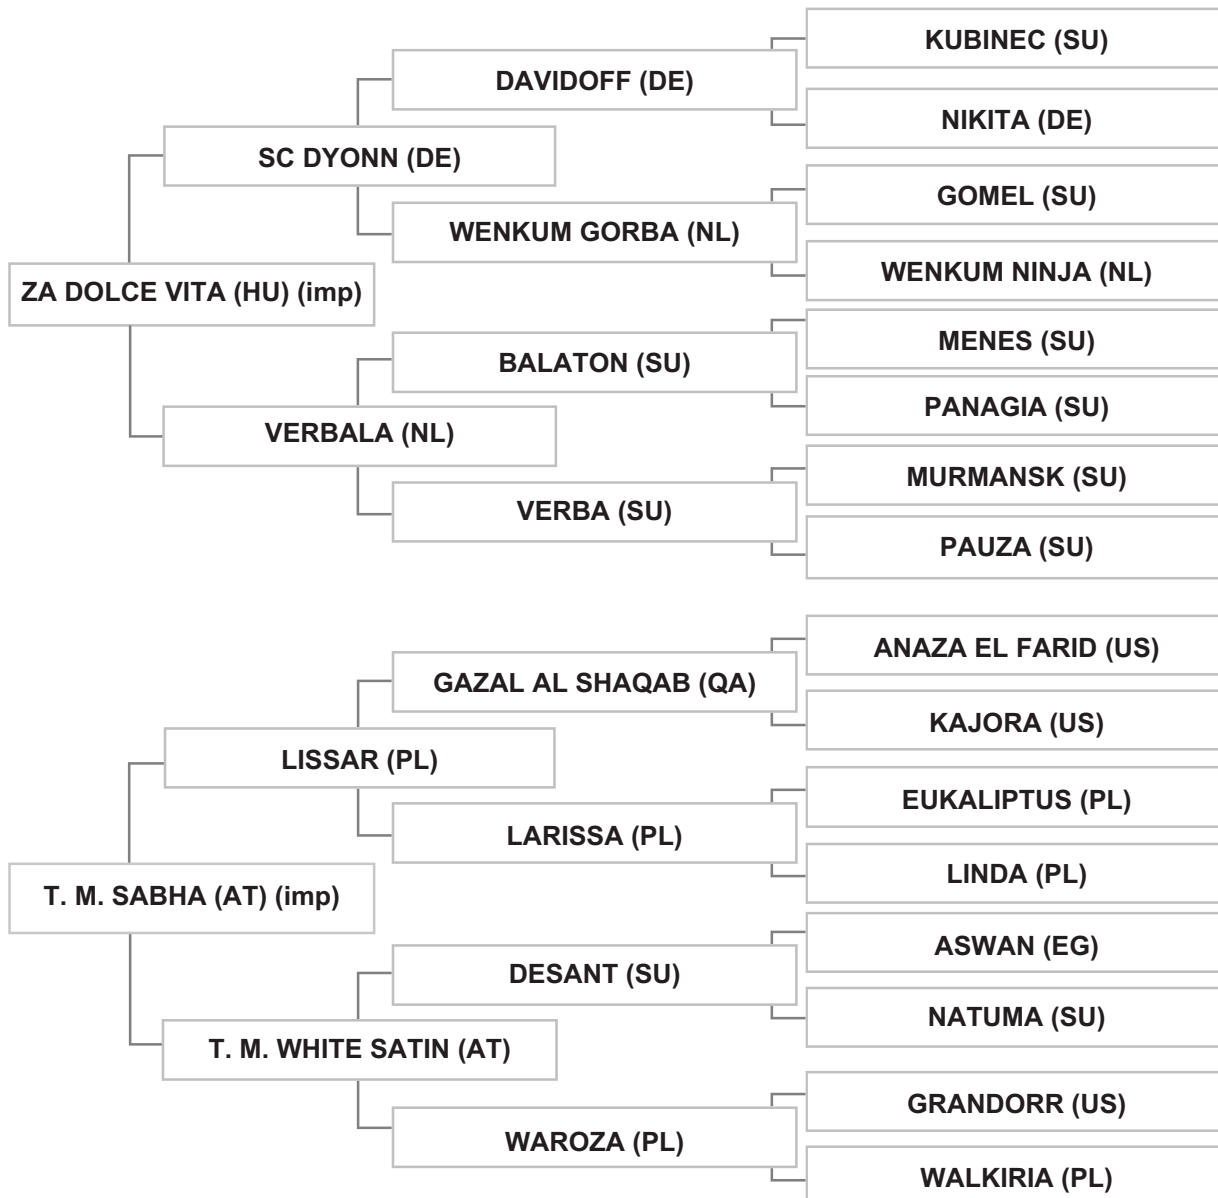 KUBINEC (SU)
DAVIDOFF (DE)
NIKITA (DE)
SC DYONN (DE)
GOMEL (SU)
WENKUM GORBA (NL)
WENKUM NINJA (NL)
ZA DOLCE VITA (HU) (imp)
MENES (SU)
BALATON (SU)
PANAGIA (SU)
VERBALA (NL)
MURMANSK (SU)
VERBA (SU)
PAUZA (SU)
ANAZA EL FARID (US)
GAZAL AL SHAQAB (QA)
KAJORA (US)
LISSAR (PL)
EUKALIPTUS (PL)
LARISSA (PL)
LINDA (PL)
T. M. SABHA (AT) (imp)
ASWAN (EG)
DESANT (SU)
NATUMA (SU)
T. M. WHITE SATIN (AT)
GRANDORR (US)
WAROZA (PL)
WALKIRIA (PL)